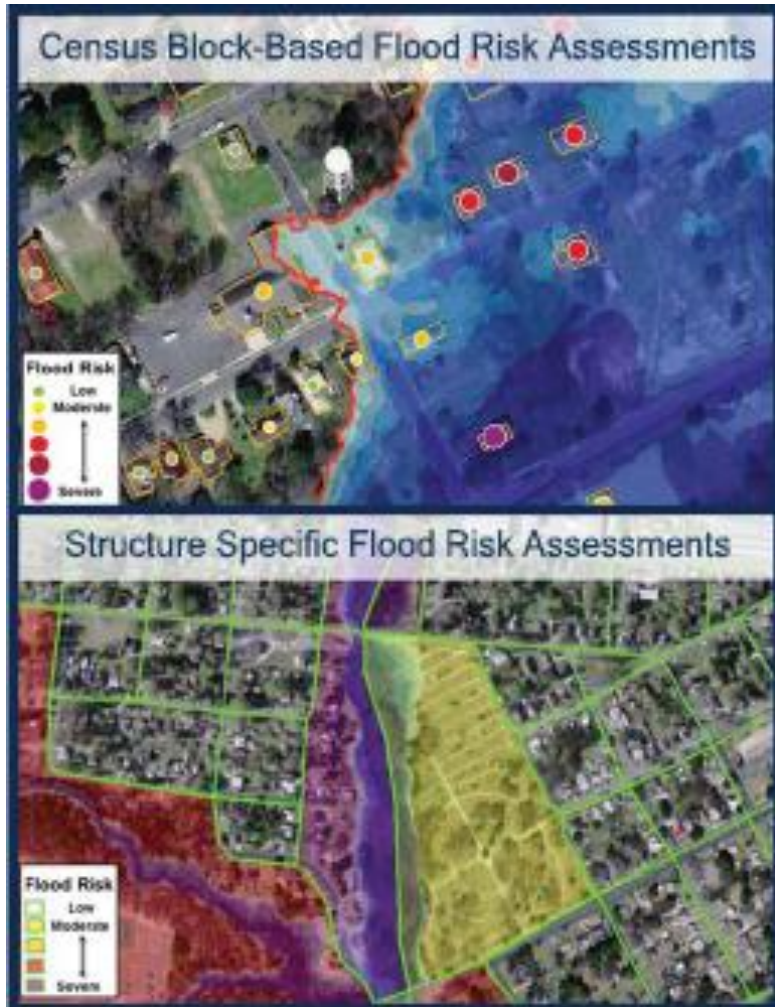 Census Block-Based Flood Risk Assessments
Flood Risk
Low
Moderate
Severe
Structure Specific Flood Risk Assessments
Flood Risk
Low
Moderate
Severe